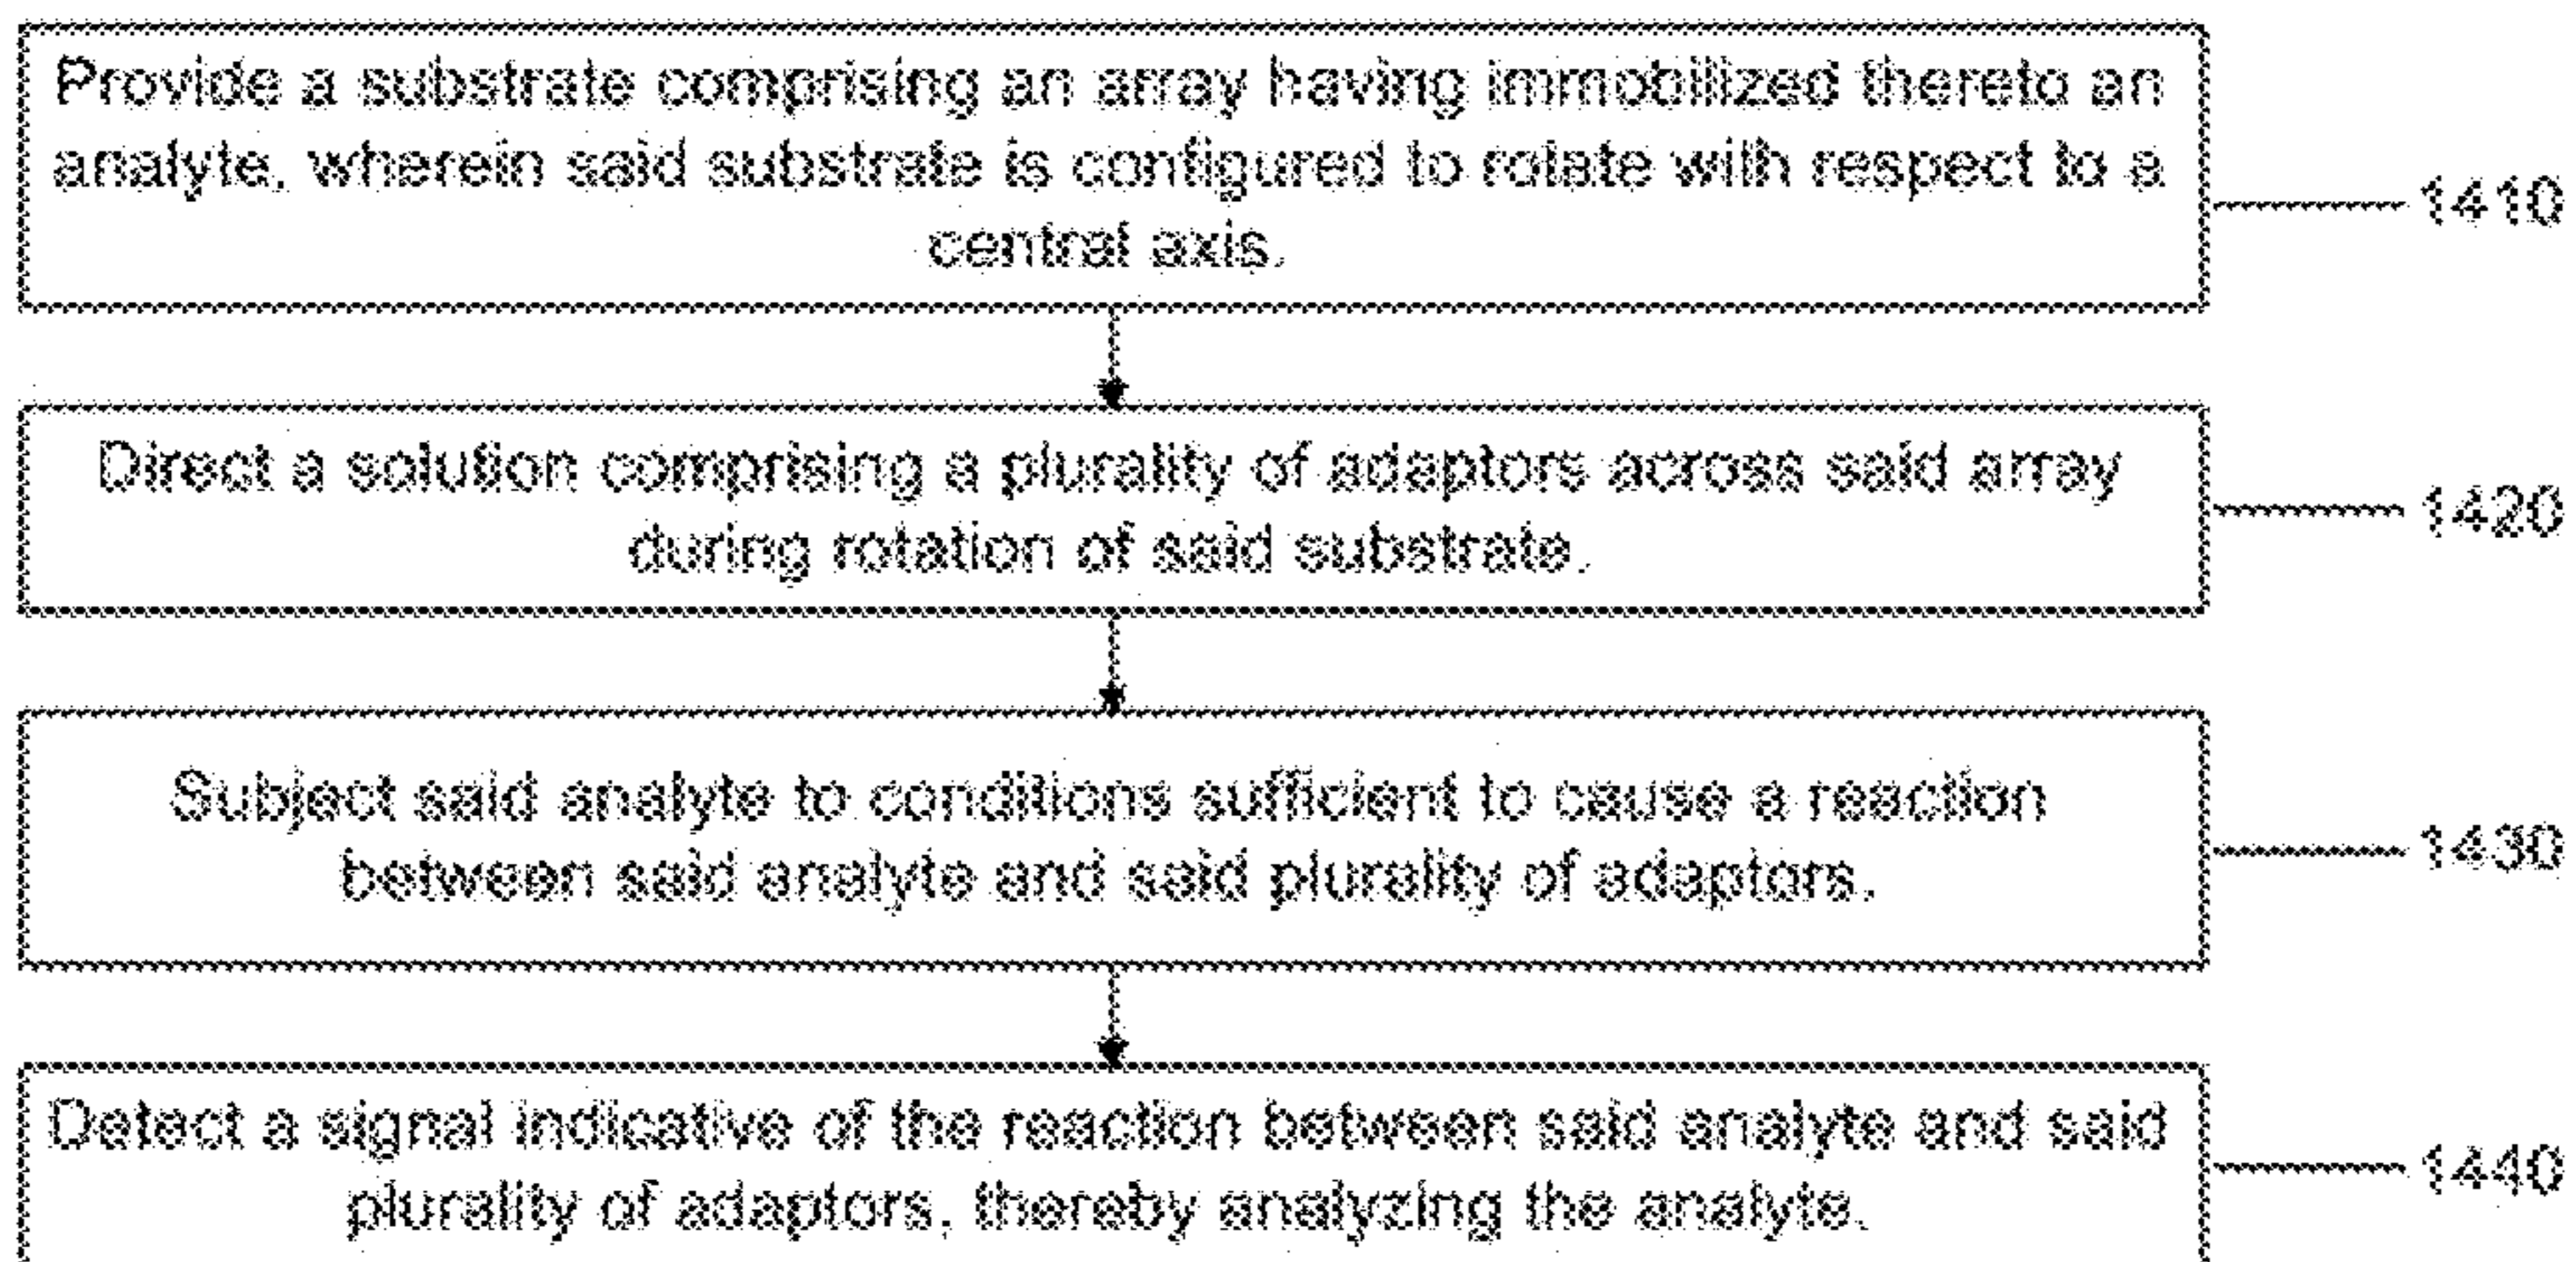 Provide a substrate comprising an array having immobilized thereto an
analyte, wherein said substrate is configured to rotate with respect to a
central axis.
1410
Direct a solution comprising a plurality of adaptors across said array
during rotation of said substrate.
1420
Subject said analyte to conditions sufficient to cause a reaction
between said analyte and said plurality of adaptors.
1430
Detect a signal indicative of the reaction between said analyte and said
plurality of adaptors, thereby analyzing the analyte.
1440